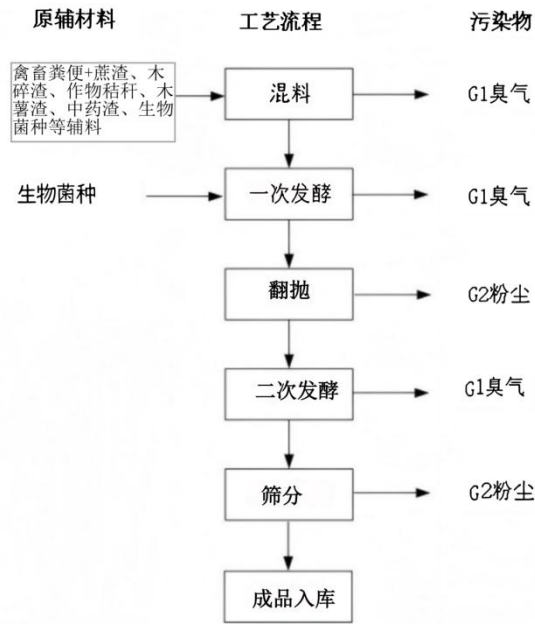 原辅材料
工艺流程
污染物
禽畜粪便+蔗渣、木
碎渣、作物秸秆、木
薯渣、中药渣、生物
菌种等辅料
混料
G1臭气
生物菌种
一次发酵
G1臭气
翻抛
G2粉尘
二次发酵
G1臭气
筛分
G2粉尘
成品入库